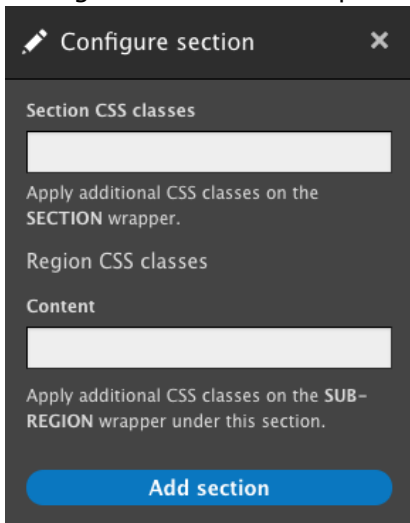 Configure section
Section CSS classes
Apply additional CSS classes on the
SECTION wrapper.
Region CSS classes
Content
Apply additional CSS classes on the SUB-
REGION wrapper under this section.
Add section